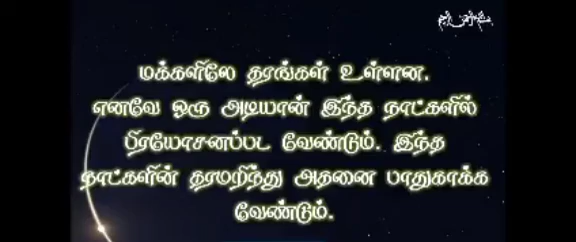 மக்களிலே தரங்கள் உள்ளன.
எனவே ஒரு அடியான் இந்த நாட்களில்
பிரயோசனப்பட வேண்டும். இந்த
நாட்களின் தரமறிந்து அதனை பாதுகாக்க
வேண்டும்.